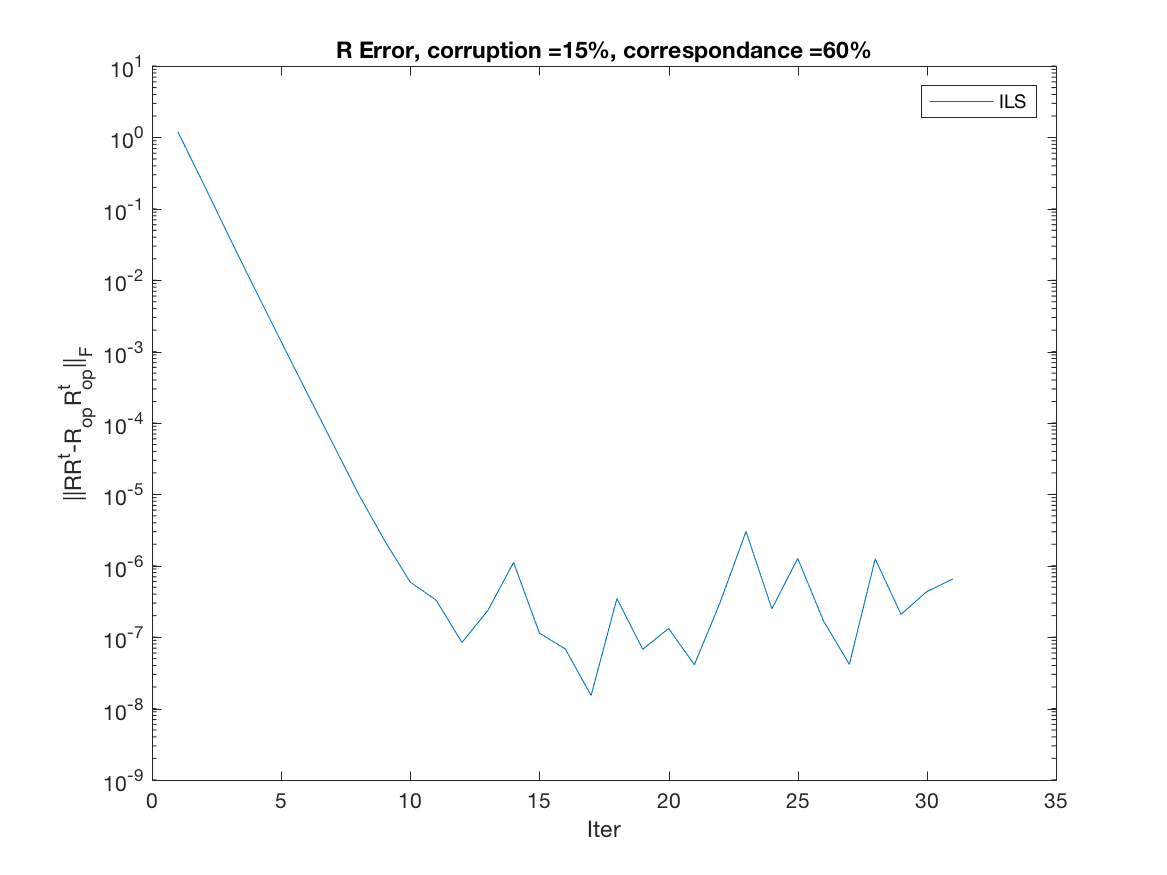 R Error, corruption =15%, correspondance =60%
ILS
10^1
10^0
10^-1
10^-2
10^-3
10^-4
10^-5
10^-6
10^-7
10^-8
10^-9
||RR^t-R_op R_op^t||_F
0 5 10 15 20 25 30 35
Iter